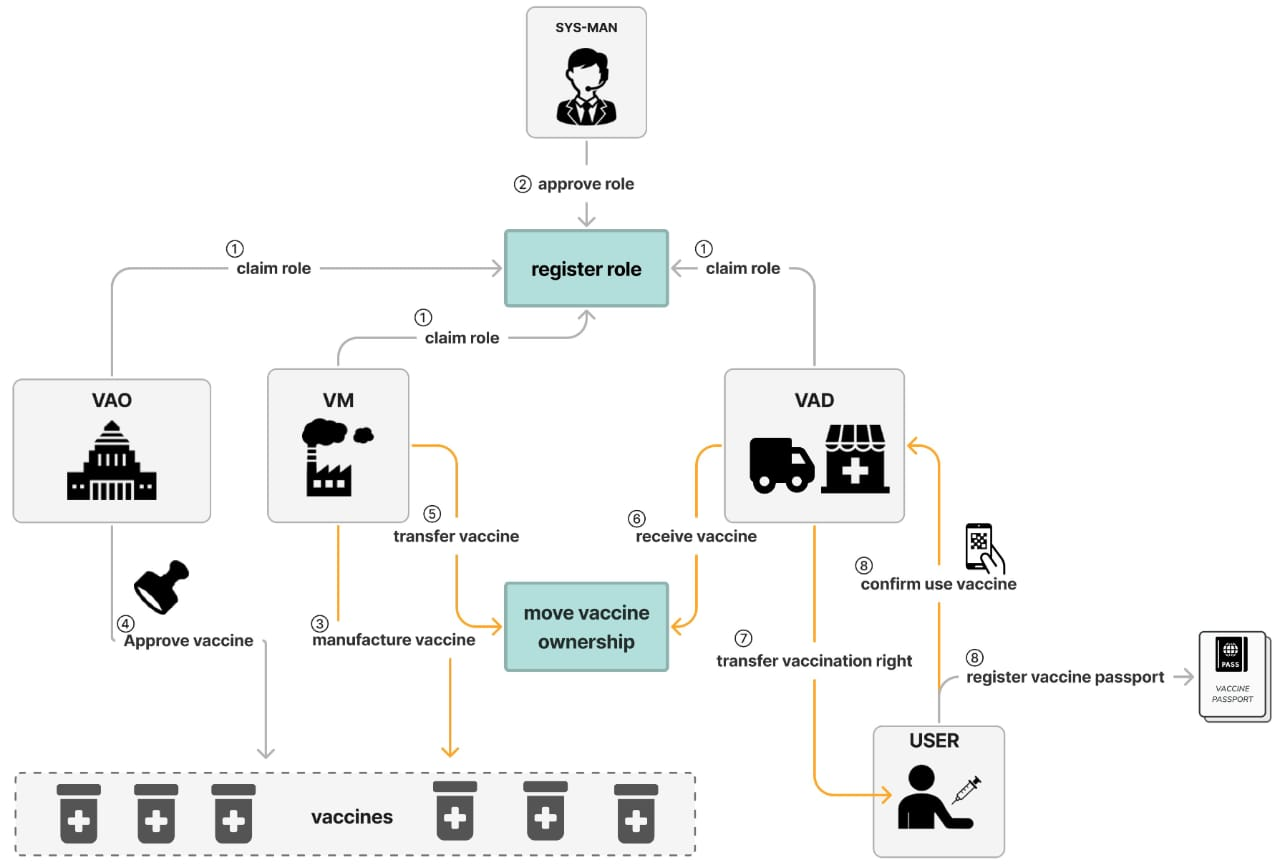 SYS-MAN
② approve role
①
claim role
register role
①
claim role
①
claim role
VAO
VM
VAD
⑤
transfer vaccine
⑥
receive vaccine
⑧
confirm use vaccine
④
Approve vaccine
③
manufacture vaccine
move vaccine
ownership
⑦
transfer vaccination right
⑧
register vaccine passport
PASS
VACCINE
PASSPORT
USER
vaccines